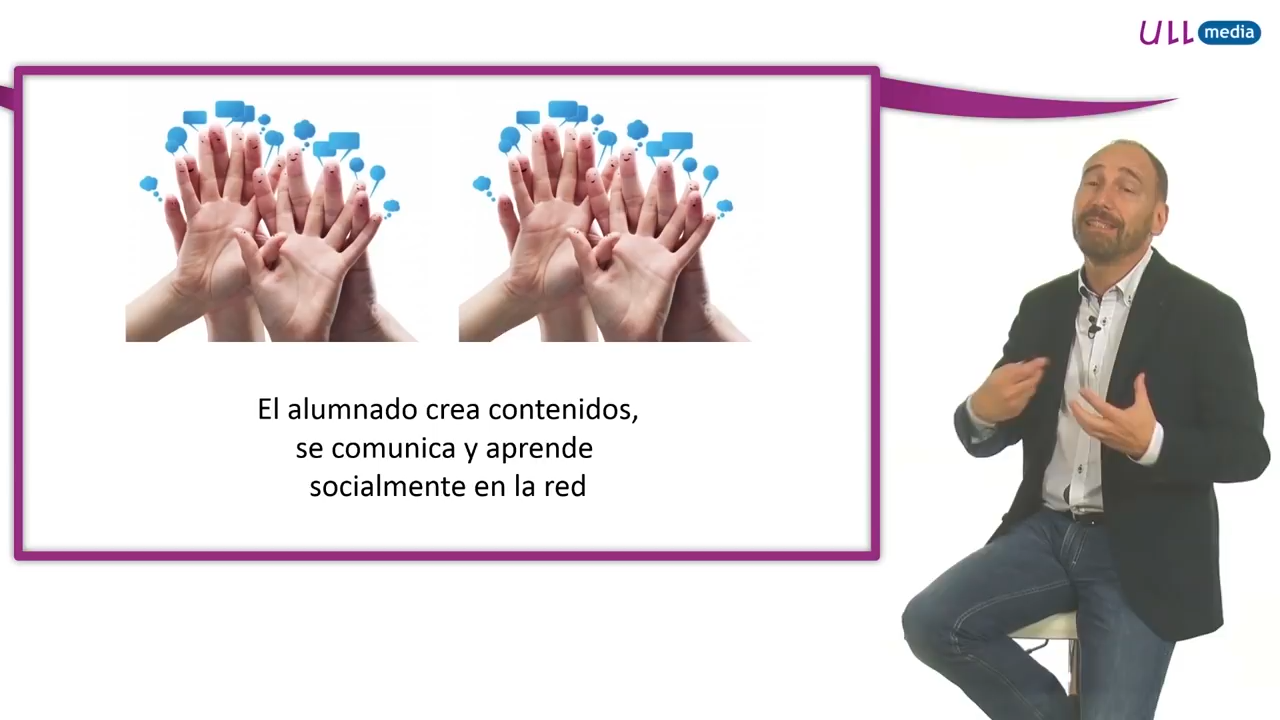 ULL media
El alumnado crea contenidos,
se comunica y aprende
socialmente en la red